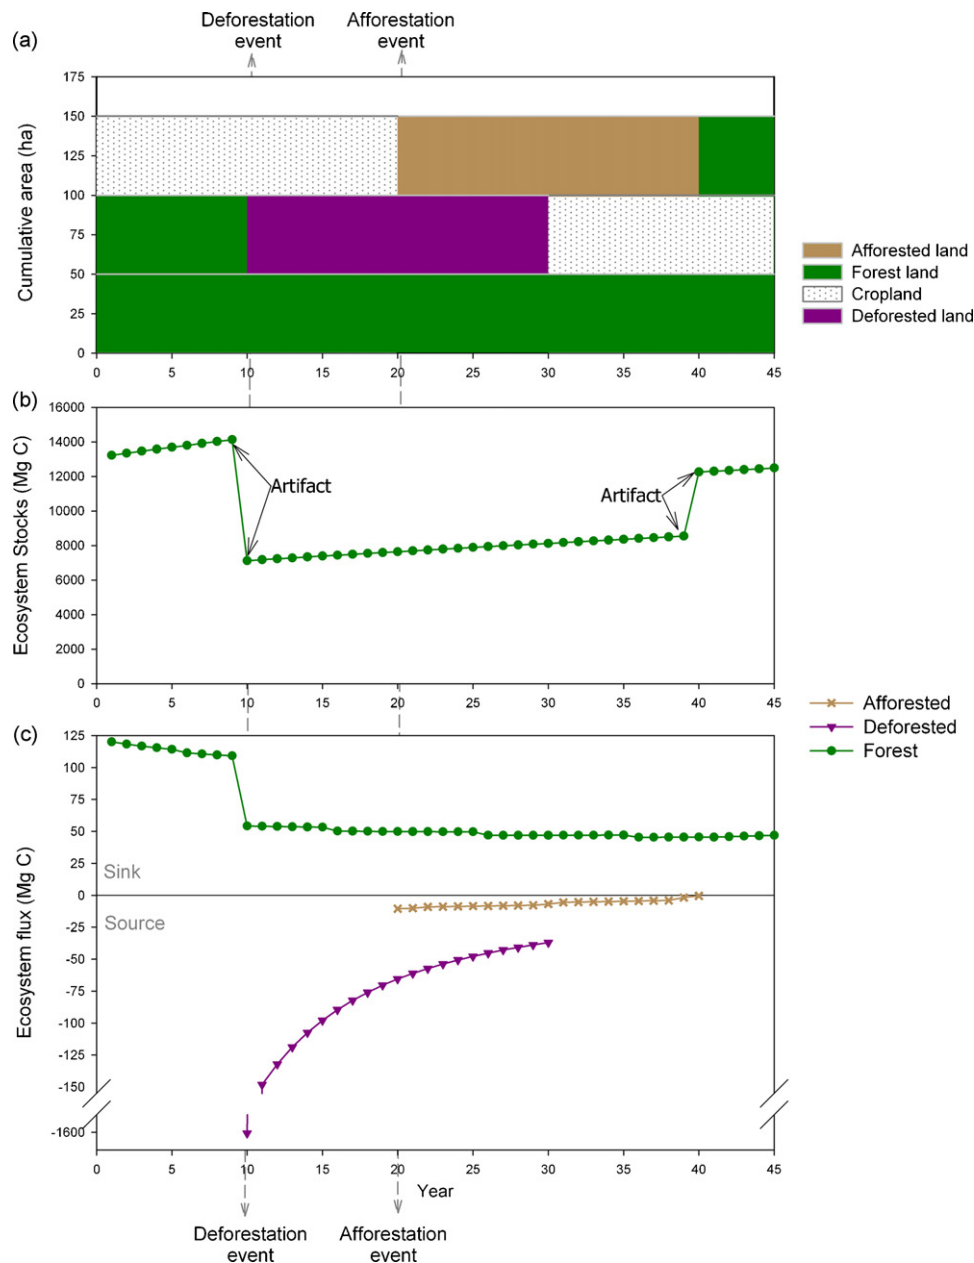 Deforestation
event
Afforestation
event
(a)
Cumulative area (ha)
175
150
125
100
75
50
25
0
0 5 10 15 20 25 30 35 40 45
Afforested land
Forest land
Cropland
Deforested land
(b)
Ecosystem Stocks (Mg C)
16000
14000
12000
10000
8000
6000
4000
2000
0
Artifact
Artifact
0 5 10 15 20 25 30 35 40 45
Afforested
Deforested
Forest
(c)
Ecosystem flux (Mg C)
125
100
75
50
25
0
-25
-50
-75
-100
-125
-150
-1600
Sink
Source
0 5 10 15 20 25 30 35 40 45
Year
Deforestation
event
Afforestation
event